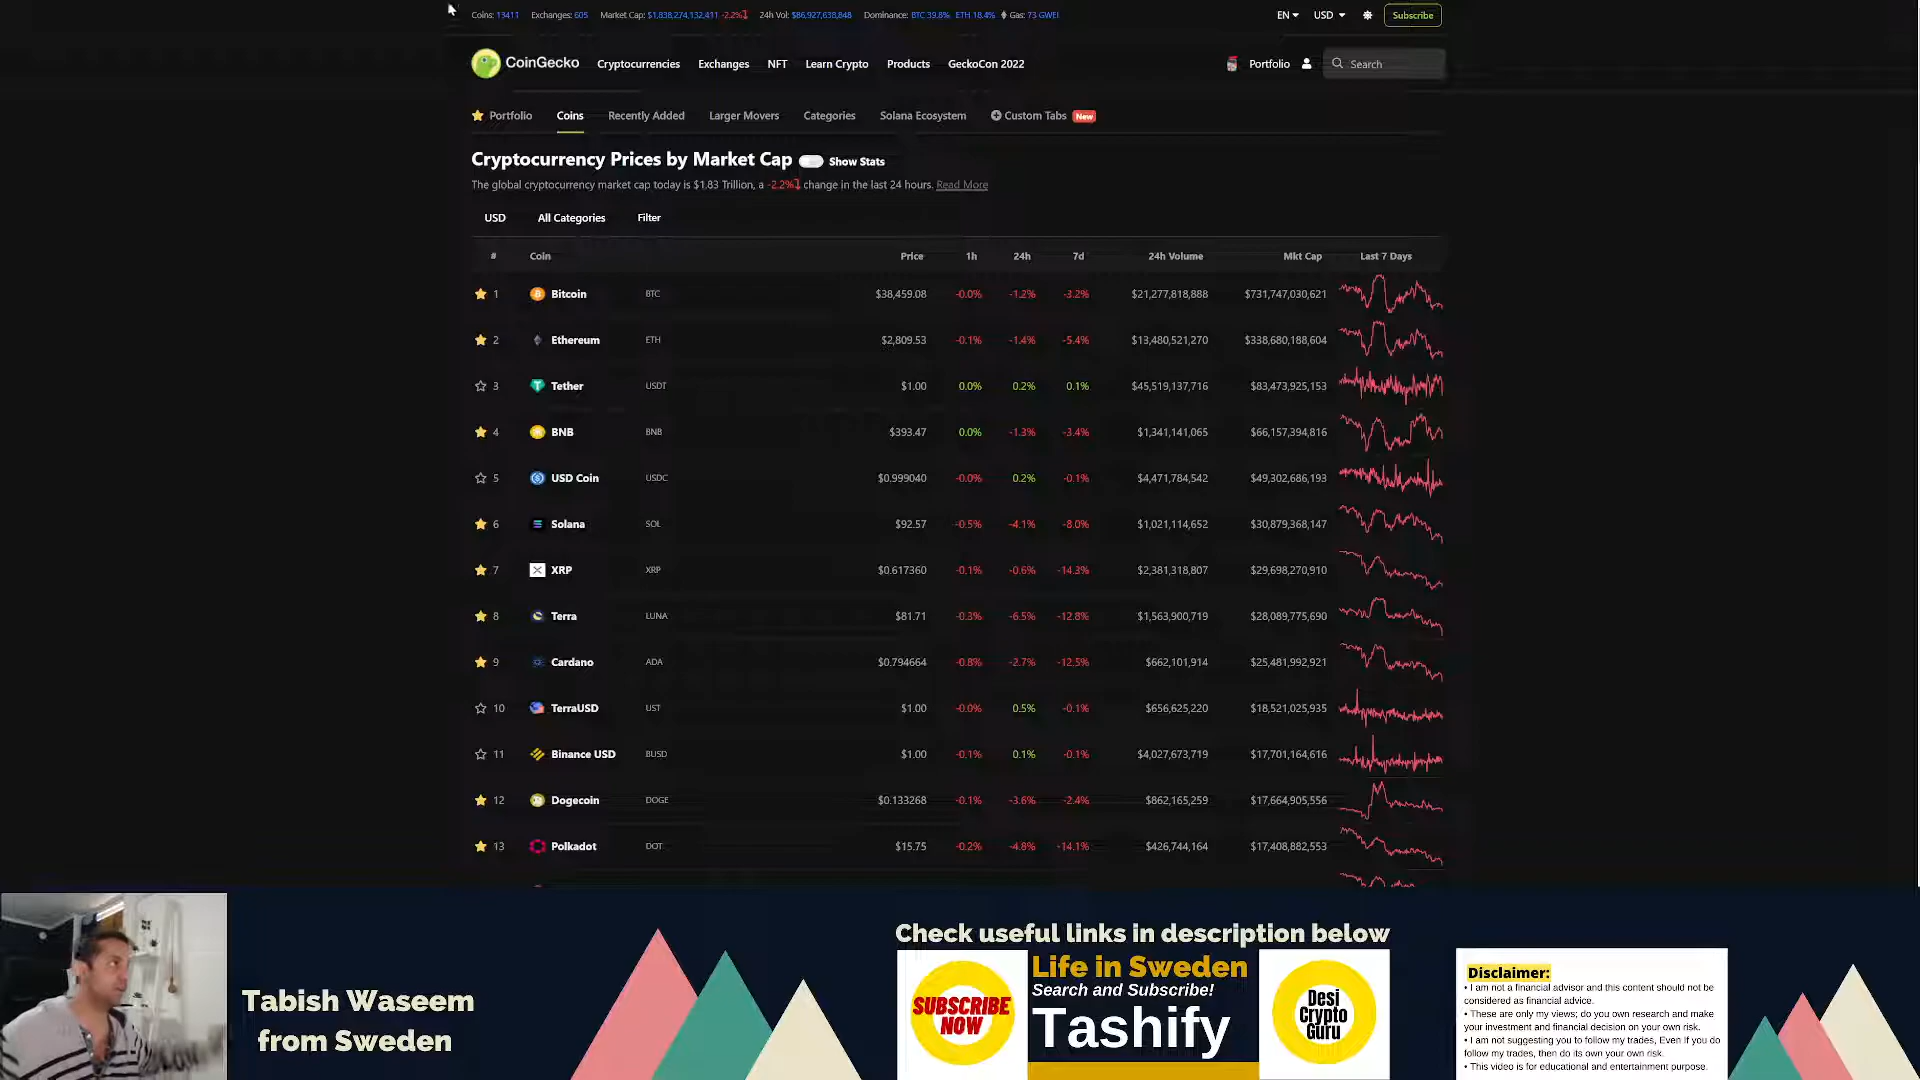 Coins: 13411 Exchanges: 605 Market Cap: $1,838,274,132,411 -2.2% 24h Vol: $86,927,638,848 Dominance: BTC 39.8% ETH 18.4% Gas: 73 GWEI EN USD Subscribe
CoinGecko Cryptocurrencies Exchanges NFT Learn Crypto Products GeckoCon 2022 Portfolio Search
Portfolio Coins Recently Added Larger Movers Categories Solana Ecosystem Custom Tabs New
Cryptocurrency Prices by Market Cap Show Stats
The global cryptocurrency market cap today is $1.83 Trillion, a -2.2% change in the last 24 hours. Read More
USD All Categories Filter
# Coin Price 1h 24h 7d 24h Volume Mkt Cap Last 7 Days
1 Bitcoin BTC $38,459.08 -0.0% -1.2% -3.2% $21,277,818,888 $731,747,030,621
2 Ethereum ETH $2,809.53 -0.1% -1.4% -5.4% $13,480,521,270 $338,680,188,604
3 Tether USDT $1.00 0.0% 0.2% 0.1% $45,519,137,716 $83,473,925,153
4 BNB BNB $393.47 0.0% -1.3% -3.4% $1,341,141,065 $66,157,394,816
5 USD Coin USDC $0.999040 -0.0% 0.2% -0.1% $4,471,784,542 $49,302,686,193
6 Solana SOL $92.57 -0.5% -4.1% -8.0% $1,021,114,652 $30,879,368,147
7 XRP XRP $0.617360 -0.1% -0.6% -14.3% $2,381,318,807 $29,698,270,910
8 Terra LUNA $81.71 -0.3% -6.5% -12.8% $1,563,900,719 $28,089,775,690
9 Cardano ADA $0.794664 -0.8% -2.7% -12.5% $662,101,914 $25,481,992,921
10 TerraUSD UST $1.00 -0.0% 0.5% -0.1% $656,625,220 $18,521,025,935
11 Binance USD BUSD $1.00 -0.1% 0.1% -0.1% $4,027,673,719 $17,701,164,616
12 Dogecoin DOGE $0.133268 -0.1% -3.6% -2.4% $862,165,259 $17,664,905,556
13 Polkadot DOT $15.75 -0.2% -4.8% -14.1% $426,744,164 $17,408,882,553
Tabish Waseem
from Sweden
Check useful links in description below
SUBSCRIBE
NOW
Life in Sweden
Search and Subscribe!
Tashify
Desi
Crypto
Guru
Disclaimer:
• I am not a financial advisor and this content should not be
considered as financial advice.
• These are only my views; do you own research and make
your investment and financial decision on your own risk.
• I am not suggesting you to follow my trades, Even if you do
follow my trades, then do its own your own risk.
• This video is for educational and entertainment purpose.